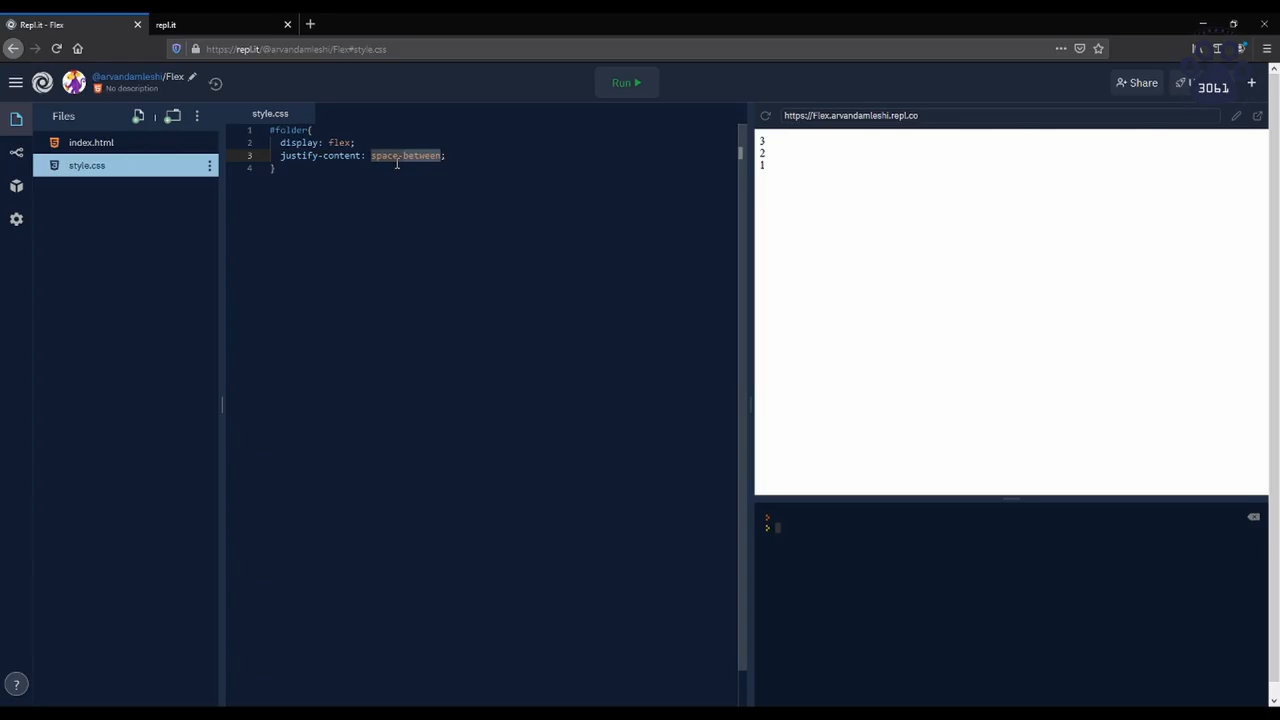 Repl.it - Flex
repl.it
https://repl.it/@arvandamleshi/Flex#style.css
@arvandamleshi/Flex
No description
Run
Share
3061
Files
index.html
style.css
style.css
1 #folder{
2 display: flex;
3 justify-content: space-between;
4 }
https://Flex.arvandamleshi.repl.co
3
2
1
?